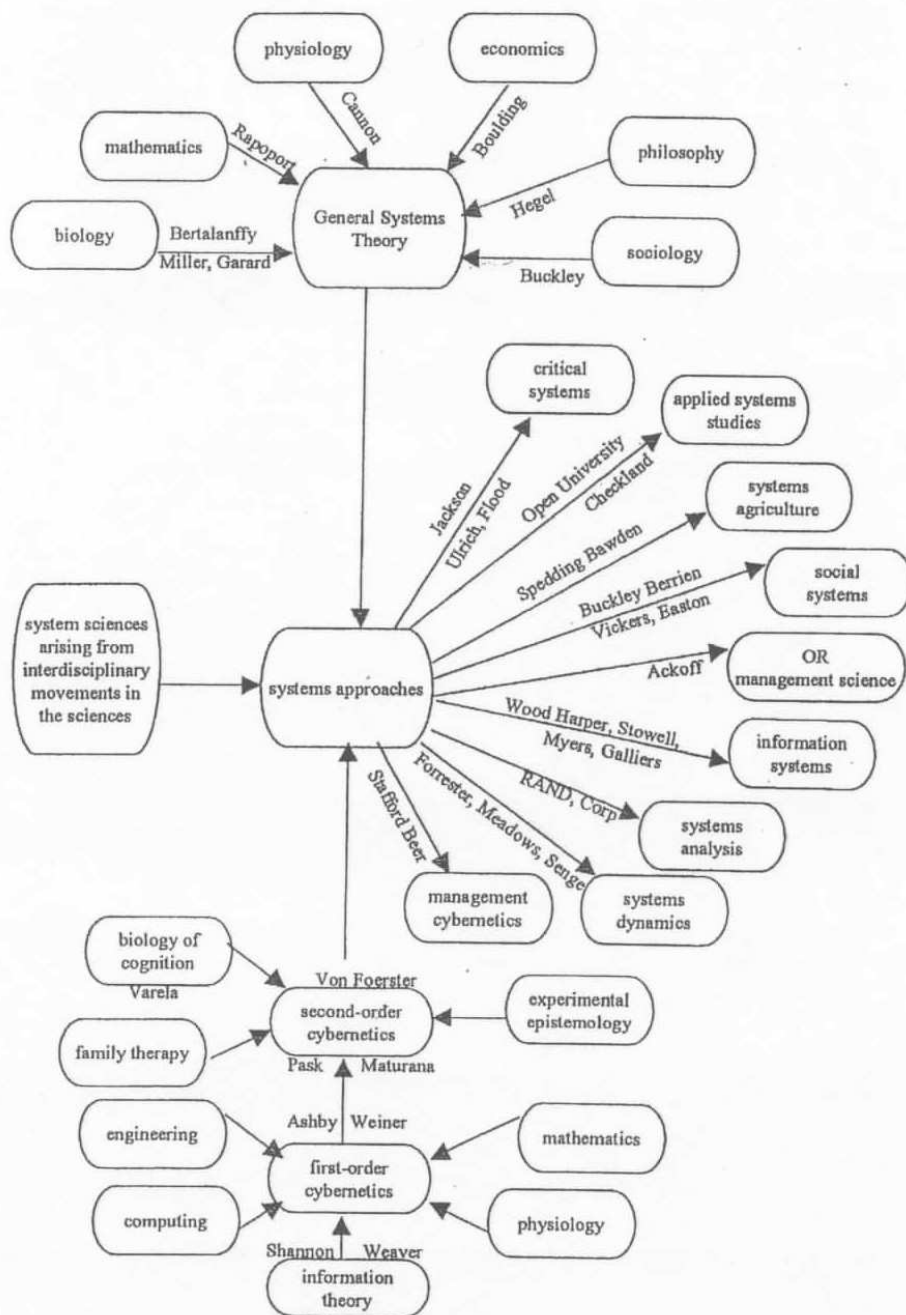 physiology
economics
Cannon
Boulding
mathematics
Rapoport
philosophy
Hegel
General Systems
Theory
biology
Bertalanffy
Miller, Garard
sociology
Buckley
critical
systems
applied systems
studies
Jackson
Ulrich, Flood
Open University
Checkland
systems
agriculture
Spedding Bawden
Buckley Berrien
Vickers, Easton
social
systems
system sciences
arising from
interdisciplinary
movements in
the sciences
systems approaches
Ackoff
OR
management science
Wood Harper, Stowell,
Myers, Galliers
information
systems
RAND, Corp
systems
analysis
Forrester, Meadows, Senge
systems
dynamics
Stafford Beer
management
cybernetics
biology of
cognition
Varela
Von Foerster
second-order
cybernetics
experimental
epistemology
family therapy
Pask
Maturana
Ashby
Weiner
engineering
mathematics
first-order
cybernetics
computing
physiology
Shannon
Weaver
information
theory